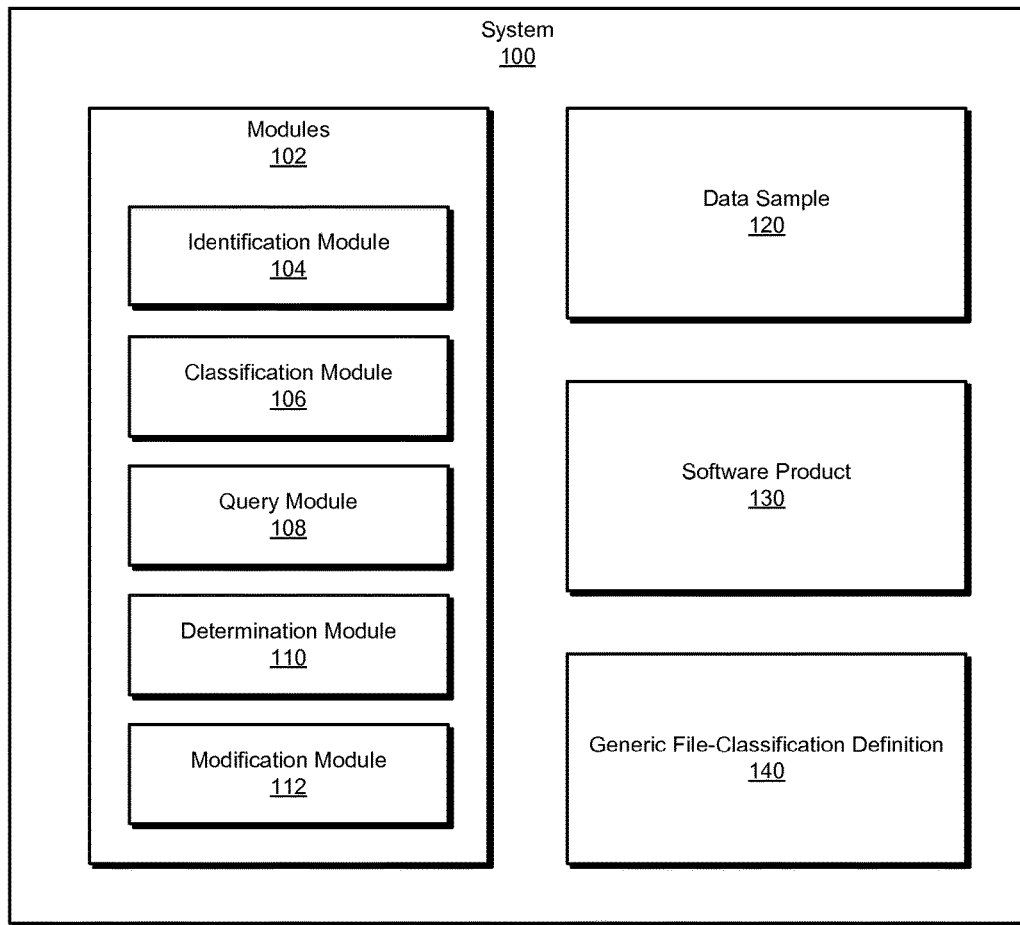 System
100
Modules
102
Identification Module
104
Classification Module
106
Query Module
108
Determination Module
110
Modification Module
112
Data Sample
120
Software Product
130
Generic File-Classification Definition
140